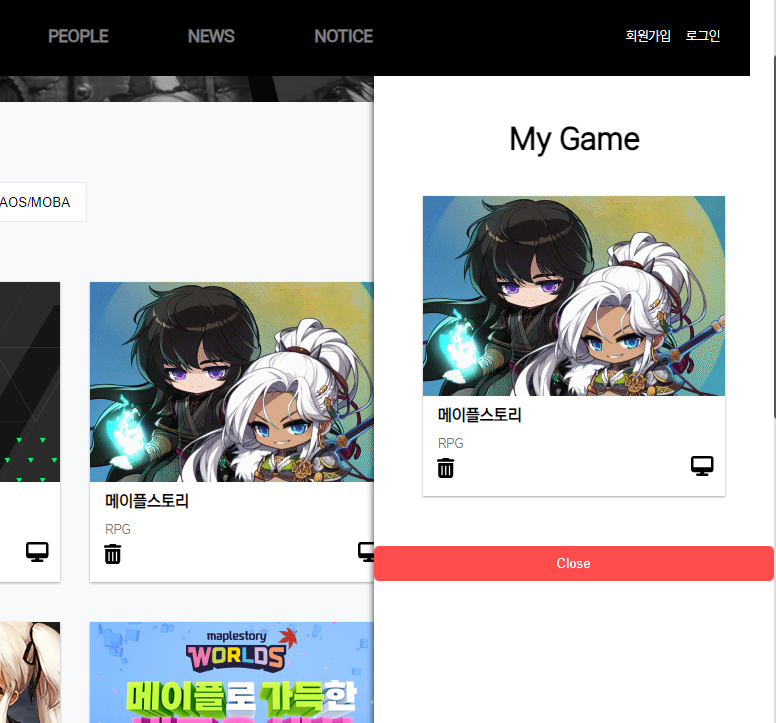 PEOPLE NEWS NOTICE 회원가입 로그인
My Game
AOS/MOBA
메이플스토리
RPG
메이플스토리
RPG
Close
maplestory
WORLDS
메이플로 가득한